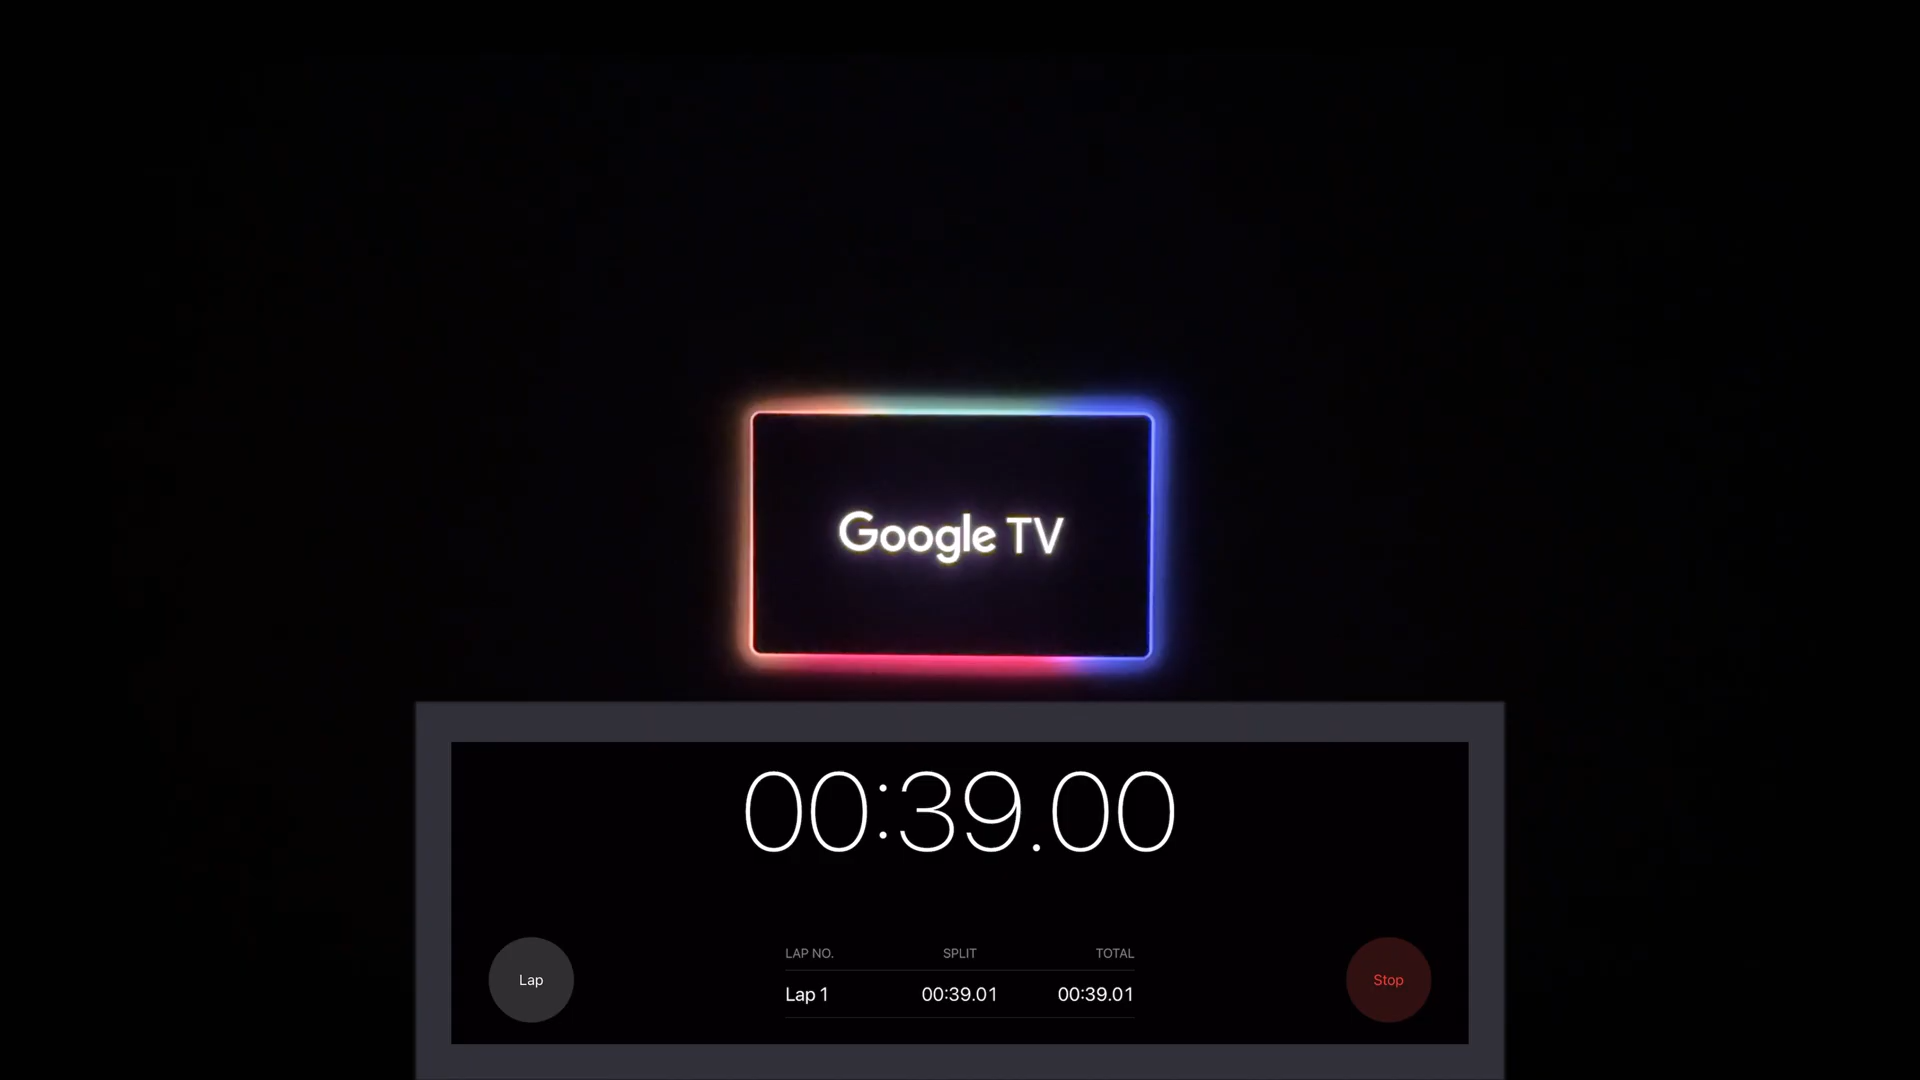 Google TV
00:39.00
LAP NO. SPLIT TOTAL
Lap Lap 1 00:39.01 00:39.01 Stop